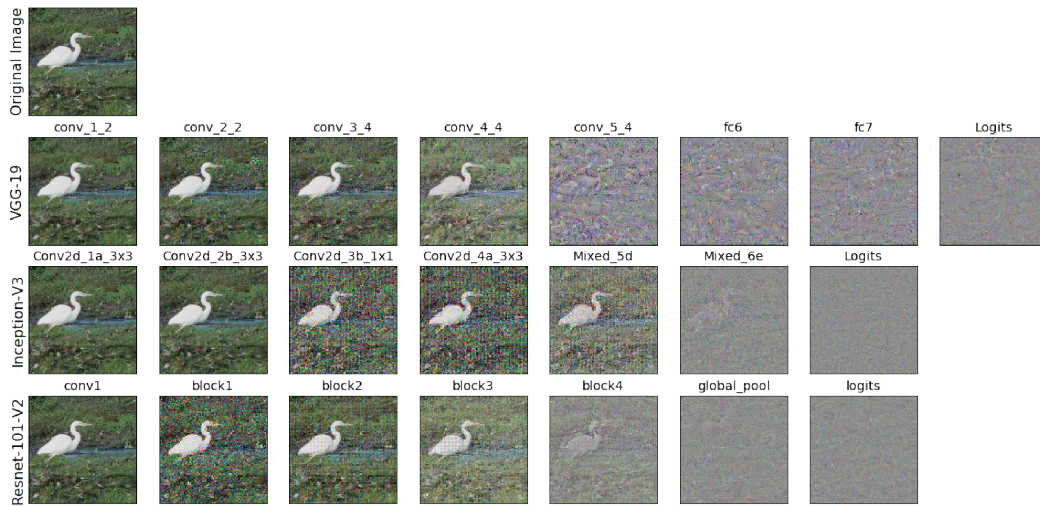 Original Image
conv_1_2 conv_2_2 conv_3_4 conv_4_4 conv_5_4 fc6 fc7 Logits
VGG-19
Conv2d_1a_3x3 Conv2d_2b_3x3 Conv2d_3b_1x1 Conv2d_4a_3x3 Mixed_5d Mixed_6e Logits
Inception-V3
conv1 block1 block2 block3 block4 global_pool logits
Resnet-101-V2